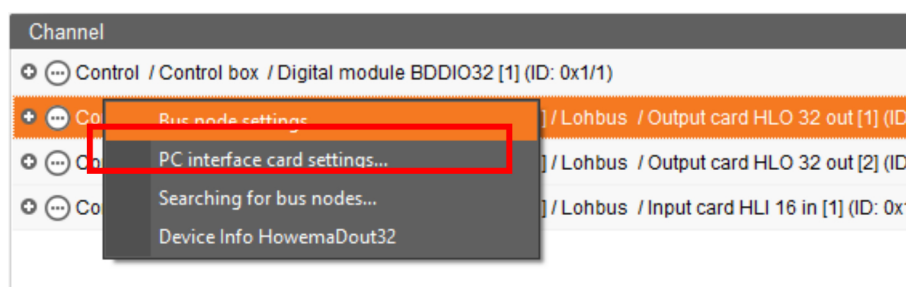 Channel
Control / Control box / Digital module BDDIO32 [1] (ID: 0x1/1)
Co ] / Lohbus / Output card HLO 32 out [1] (ID
Bus node settings
Co ] / Lohbus / Output card HLO 32 out [2] (ID
PC interface card settings...
Co ] / Lohbus / Input card HLI 16 in [1] (ID: 0x
Searching for bus nodes...
Device Info HowemaDout32